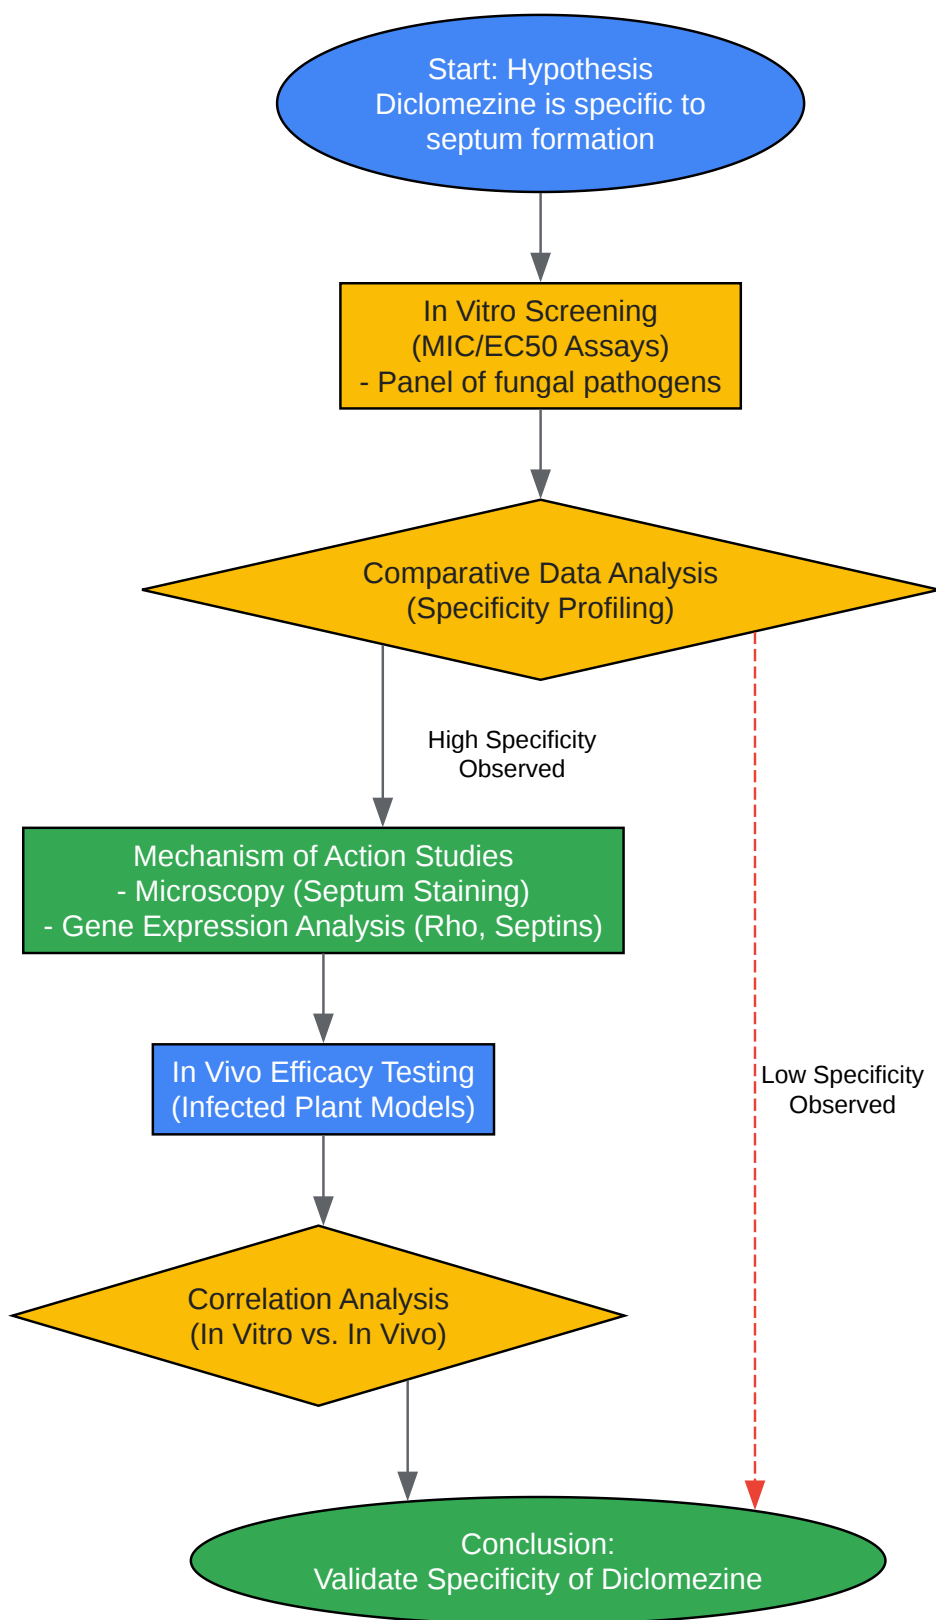 Start: Hypothesis
Diclomezine is specific to
septum formation
In Vitro Screening
(MIC/EC50 Assays)
- Panel of fungal pathogens
Comparative Data Analysis
(Specificity Profiling)
High Specificity
Observed
Mechanism of Action Studies
- Microscopy (Septum Staining)
- Gene Expression Analysis (Rho, Septins)
In Vivo Efficacy Testing
(Infected Plant Models)
Low Specificity
Observed
Correlation Analysis
(In Vitro vs. In Vivo)
Conclusion:
Validate Specificity of Diclomezine